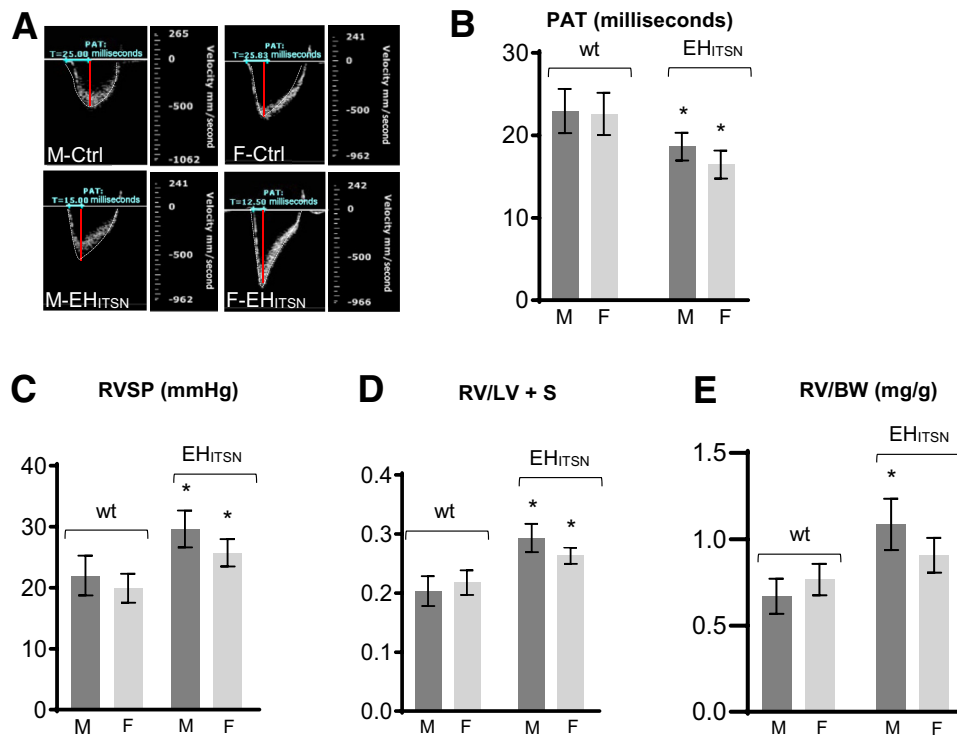 A
PAT:
T=25.00 milliseconds
265
0
-500
-1062
Velocity mm/second
M-Ctrl
PAT:
T=25.83 milliseconds
241
0
-500
-962
Velocity mm/second
F-Ctrl
PAT:
T=15.00 milliseconds
242
0
-500
-962
Velocity mm/second
M-EHITSN
PAT:
T=12.50 milliseconds
241
0
-500
-966
Velocity mm/second
F-EHITSN
B
PAT (milliseconds)
30
20
10
0
wt
EHITSN
* *
M F M F
C
RVSP (mmHg)
40
30
20
10
0
wt
EHITSN
* *
M F M F
D
RV/LV + S
0.4
0.3
0.2
0.1
0.0
wt
EHITSN
* *
M F M F
E
RV/BW (mg/g)
1.5
1.0
0.5
0.0
wt
EHITSN
*
M F M F